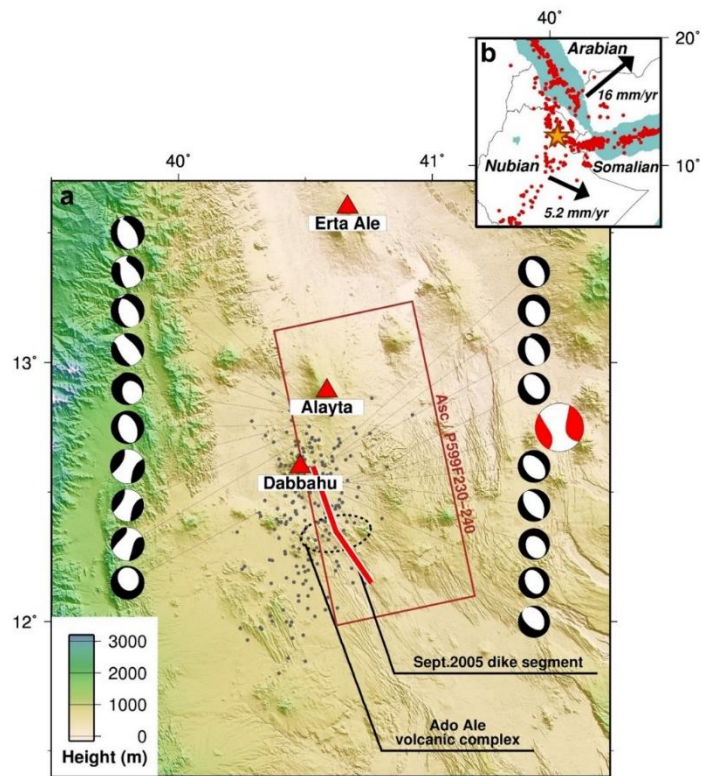 b
40°
20°
Arabian
16 mm/yr
Nubian
Somalian
10°
5.2 mm/yr
40°
41°
a
Erta Ale
13°
Alayta
Asc / P599F230-240
Dabbahu
12°
Sept.2005 dike segment
Ado Ale
volcanic complex
3000
2000
1000
0
Height (m)